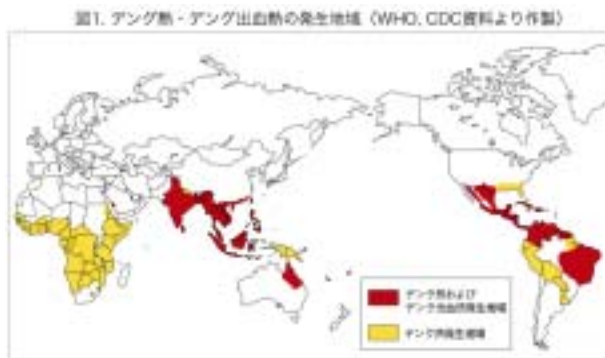 図1. デング熱・デング出血熱の発生地域（WHO, CDC資料より作製）
デング熱および
デング出血熱発生地域
デング熱発生地域